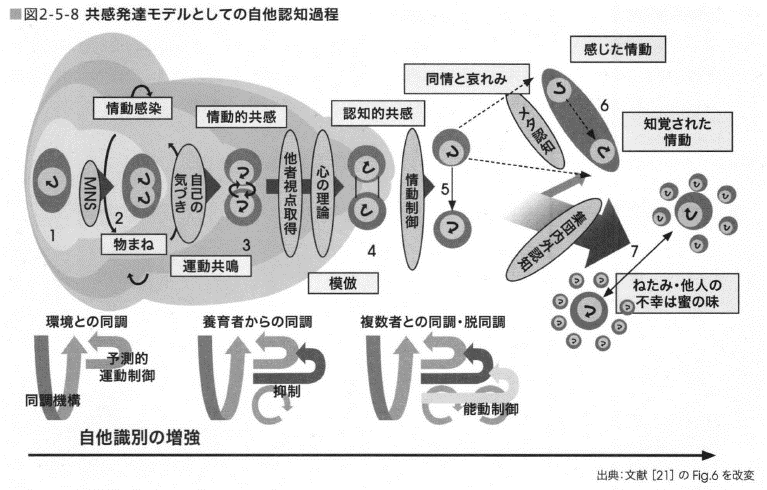 ■図2-5-8 共感発達モデルとしての自他認知過程
感じた情動
同情と哀れみ
6
メタ認知
知覚された
情動
情動感染
情動的共感
認知的共感
MNS
自己の
気づき
他者視点取得
心の理論
情動制御
5
集団内外認知
1
2
3
4
7
物まね
運動共鳴
模倣
ねたみ・他人の
不幸は蜜の味
環境との同調
養育者からの同調
複数者との同調・脱同調
予測的
運動制御
同調機構
抑制
能動制御
自他識別の増強
出典:文献[21]のFig.6を改変